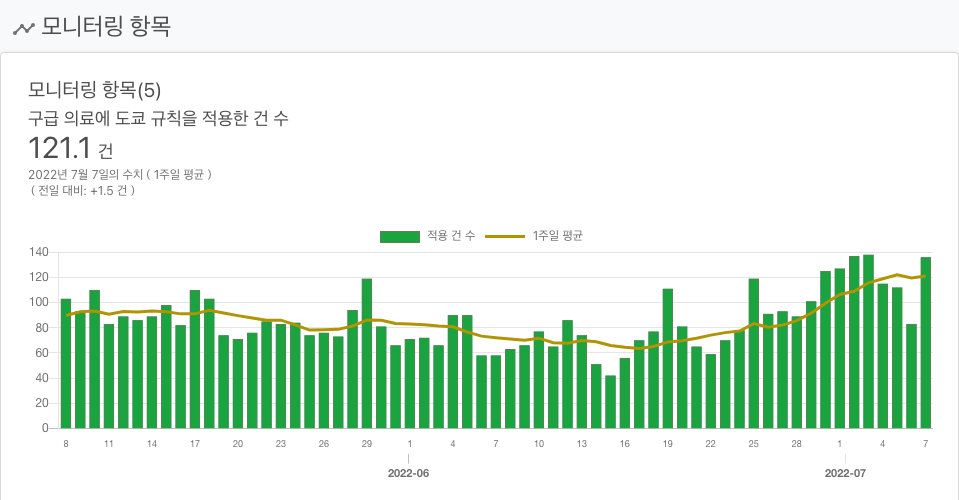 모니터링 항목
모니터링 항목(5)
구급 의료에 도쿄 규칙을 적용한 건 수
121.1 건
2022년 7월 7일의 수치 ( 1주일 평균 )
( 전일 대비: +1.5 건 )
적용 건 수 1주일 평균
140
120
100
80
60
40
20
0
8 11 14 17 20 23 26 29 1 4 7 10 13 16 19 22 25 28 1 4 7
2022-06 2022-07